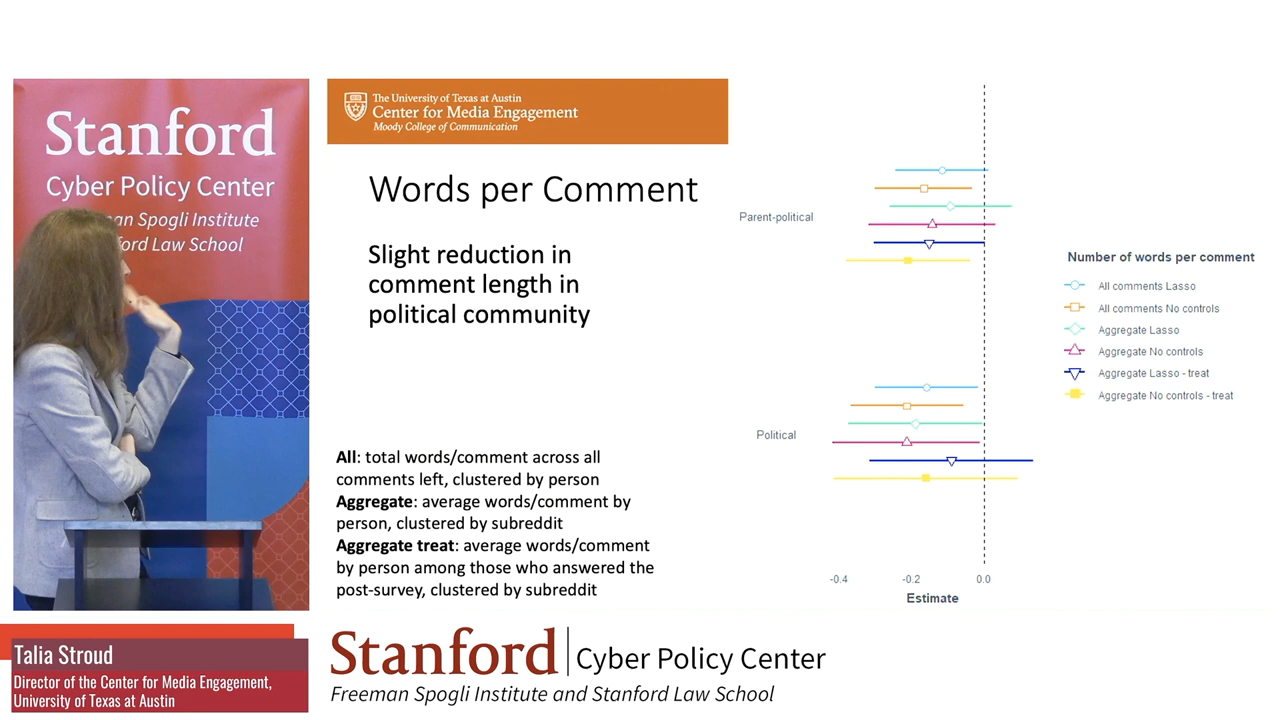 Stanford
Cyber Policy Center
man Spogli Institute
ford Law School
The University of Texas at Austin
Center for Media Engagement
Moody College of Communication
Words per Comment
Slight reduction in
comment length in
political community
All: total words/comment across all
comments left, clustered by person
Aggregate: average words/comment by
person, clustered by subreddit
Aggregate treat: average words/comment
by person among those who answered the
post-survey, clustered by subreddit
Parent-political
Political
-0.4 -0.2 0.0
Estimate
Number of words per comment
All comments Lasso
All comments No controls
Aggregate Lasso
Aggregate No controls
Aggregate Lasso - treat
Aggregate No controls - treat
Talia Stroud
Director of the Center for Media Engagement,
University of Texas at Austin
Stanford | Cyber Policy Center
Freeman Spogli Institute and Stanford Law School